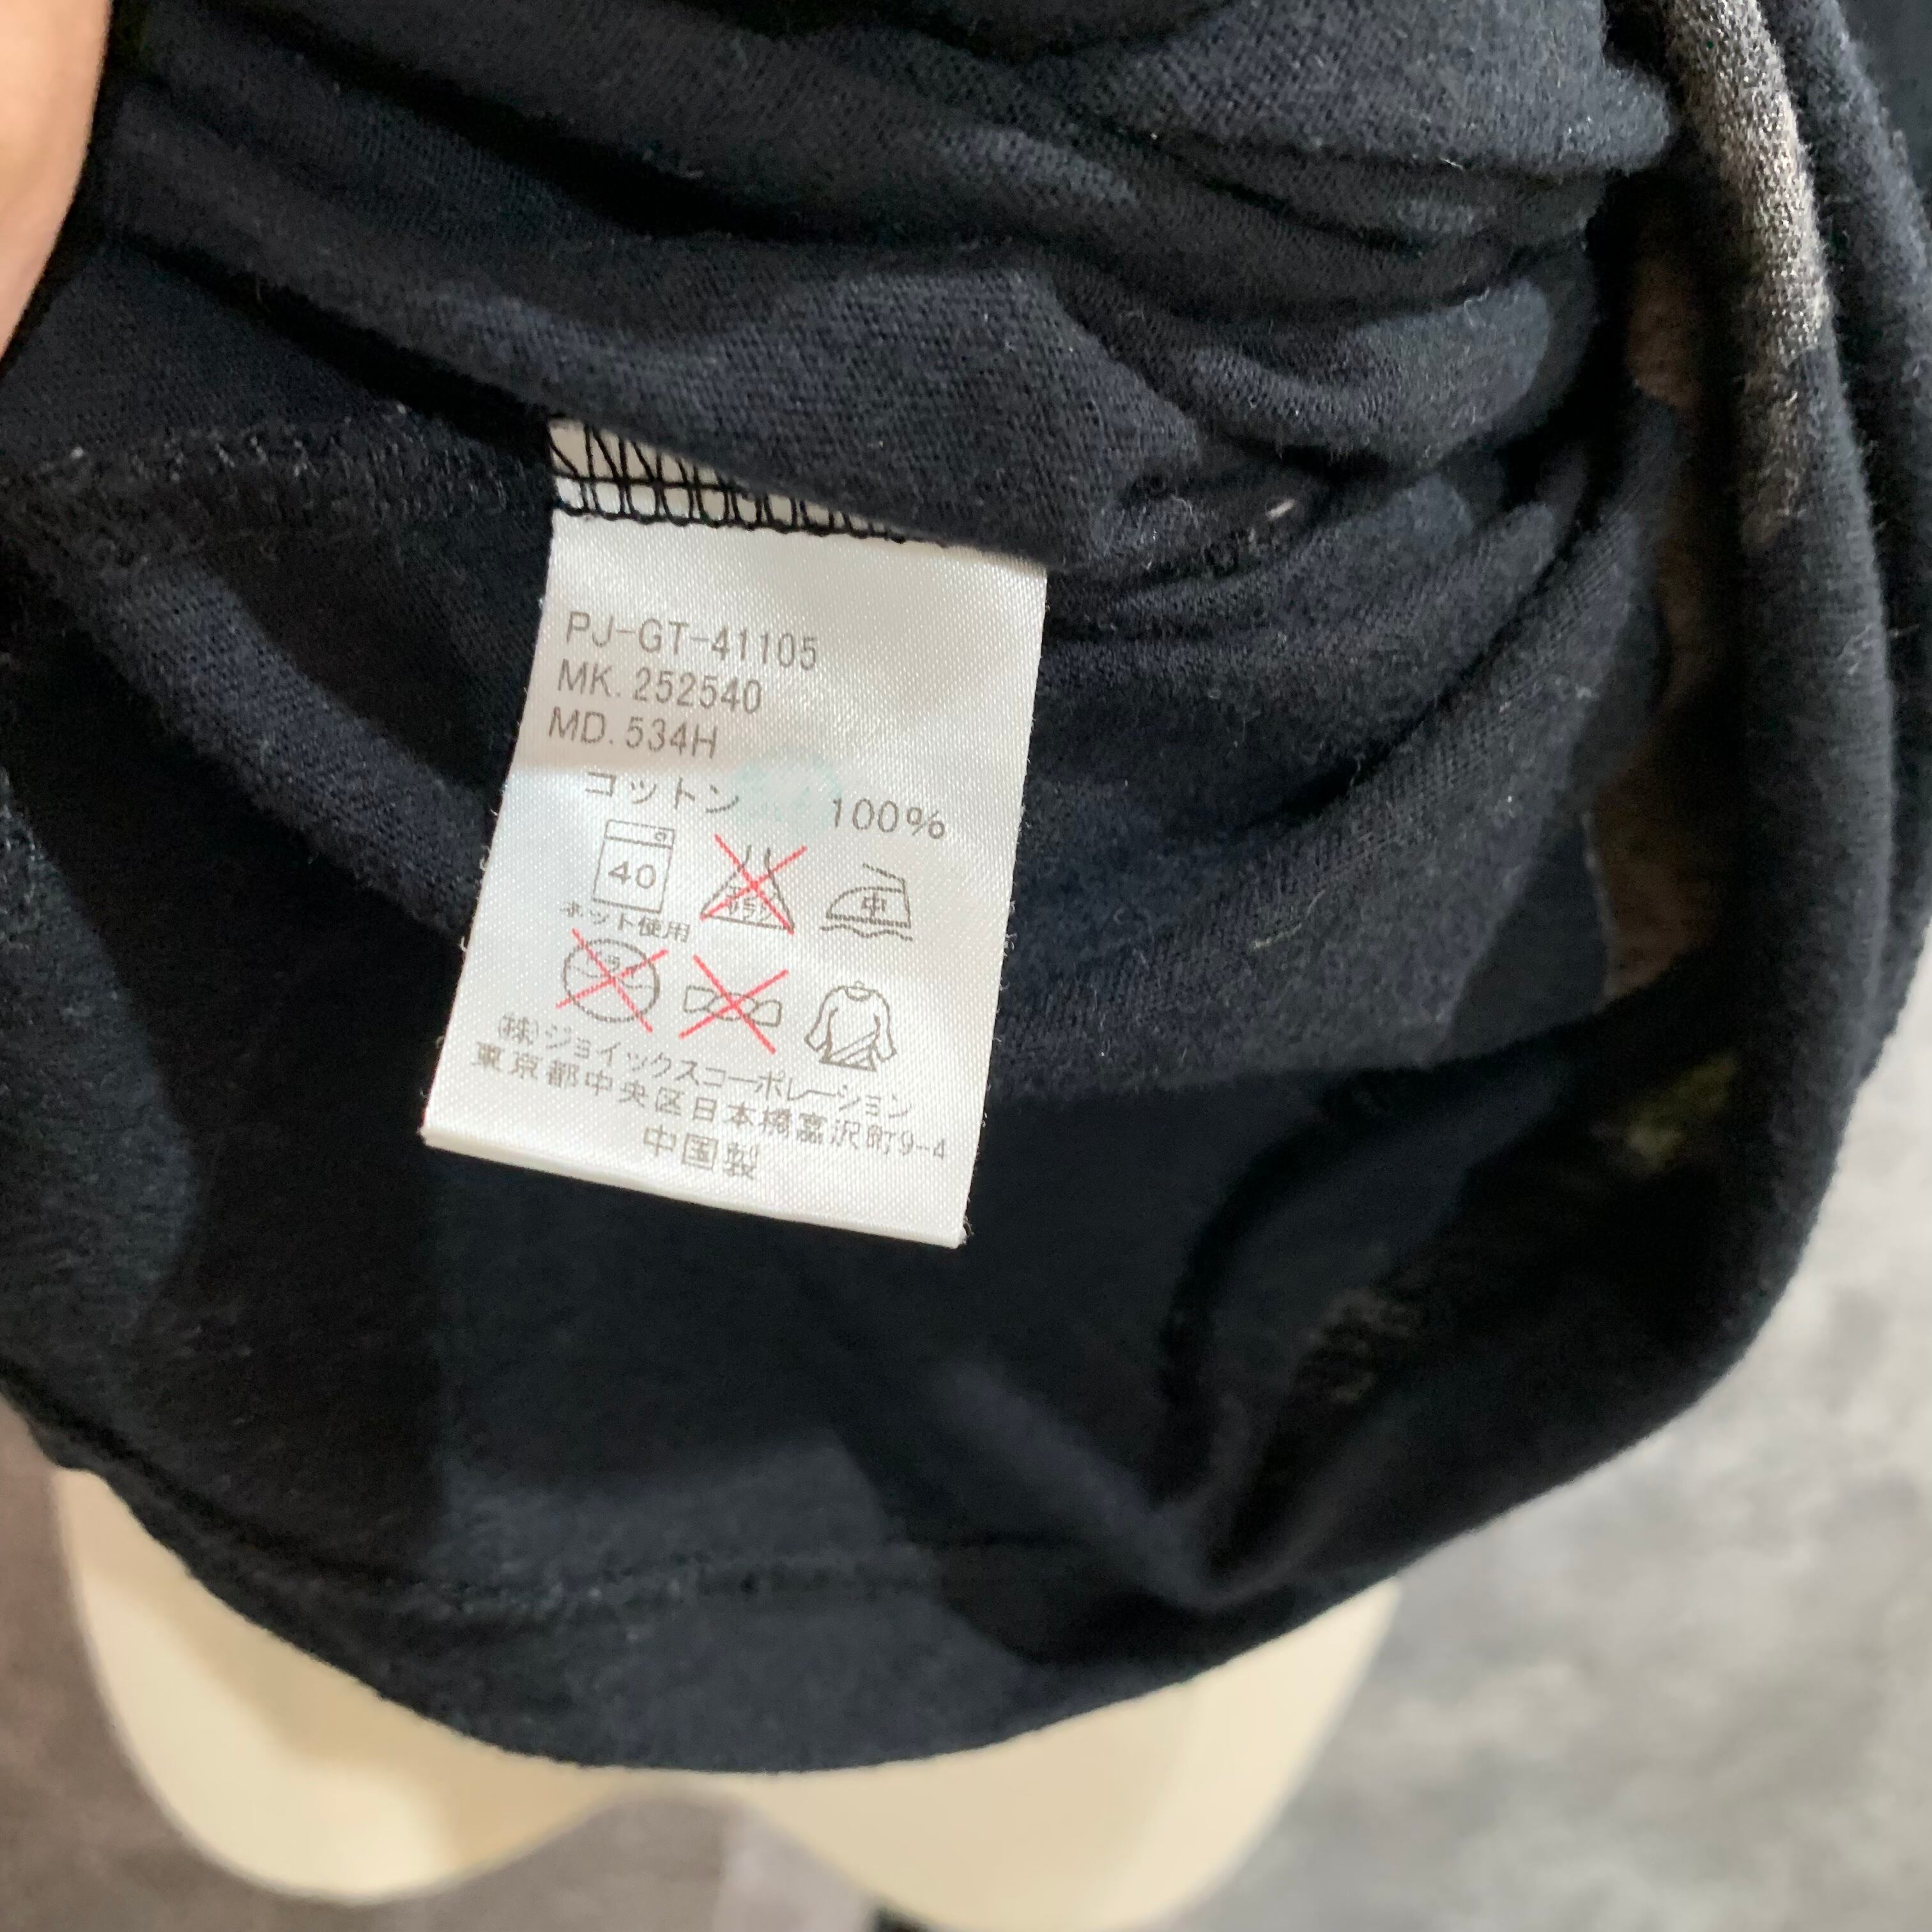 PJ-GT-41105
MK. 252540
MD. 534H
コットン 100%
40 中
ネット使用
(株)ジョイックスコーポレーション
東京都中央区日本橋富沢町9-4
中国製